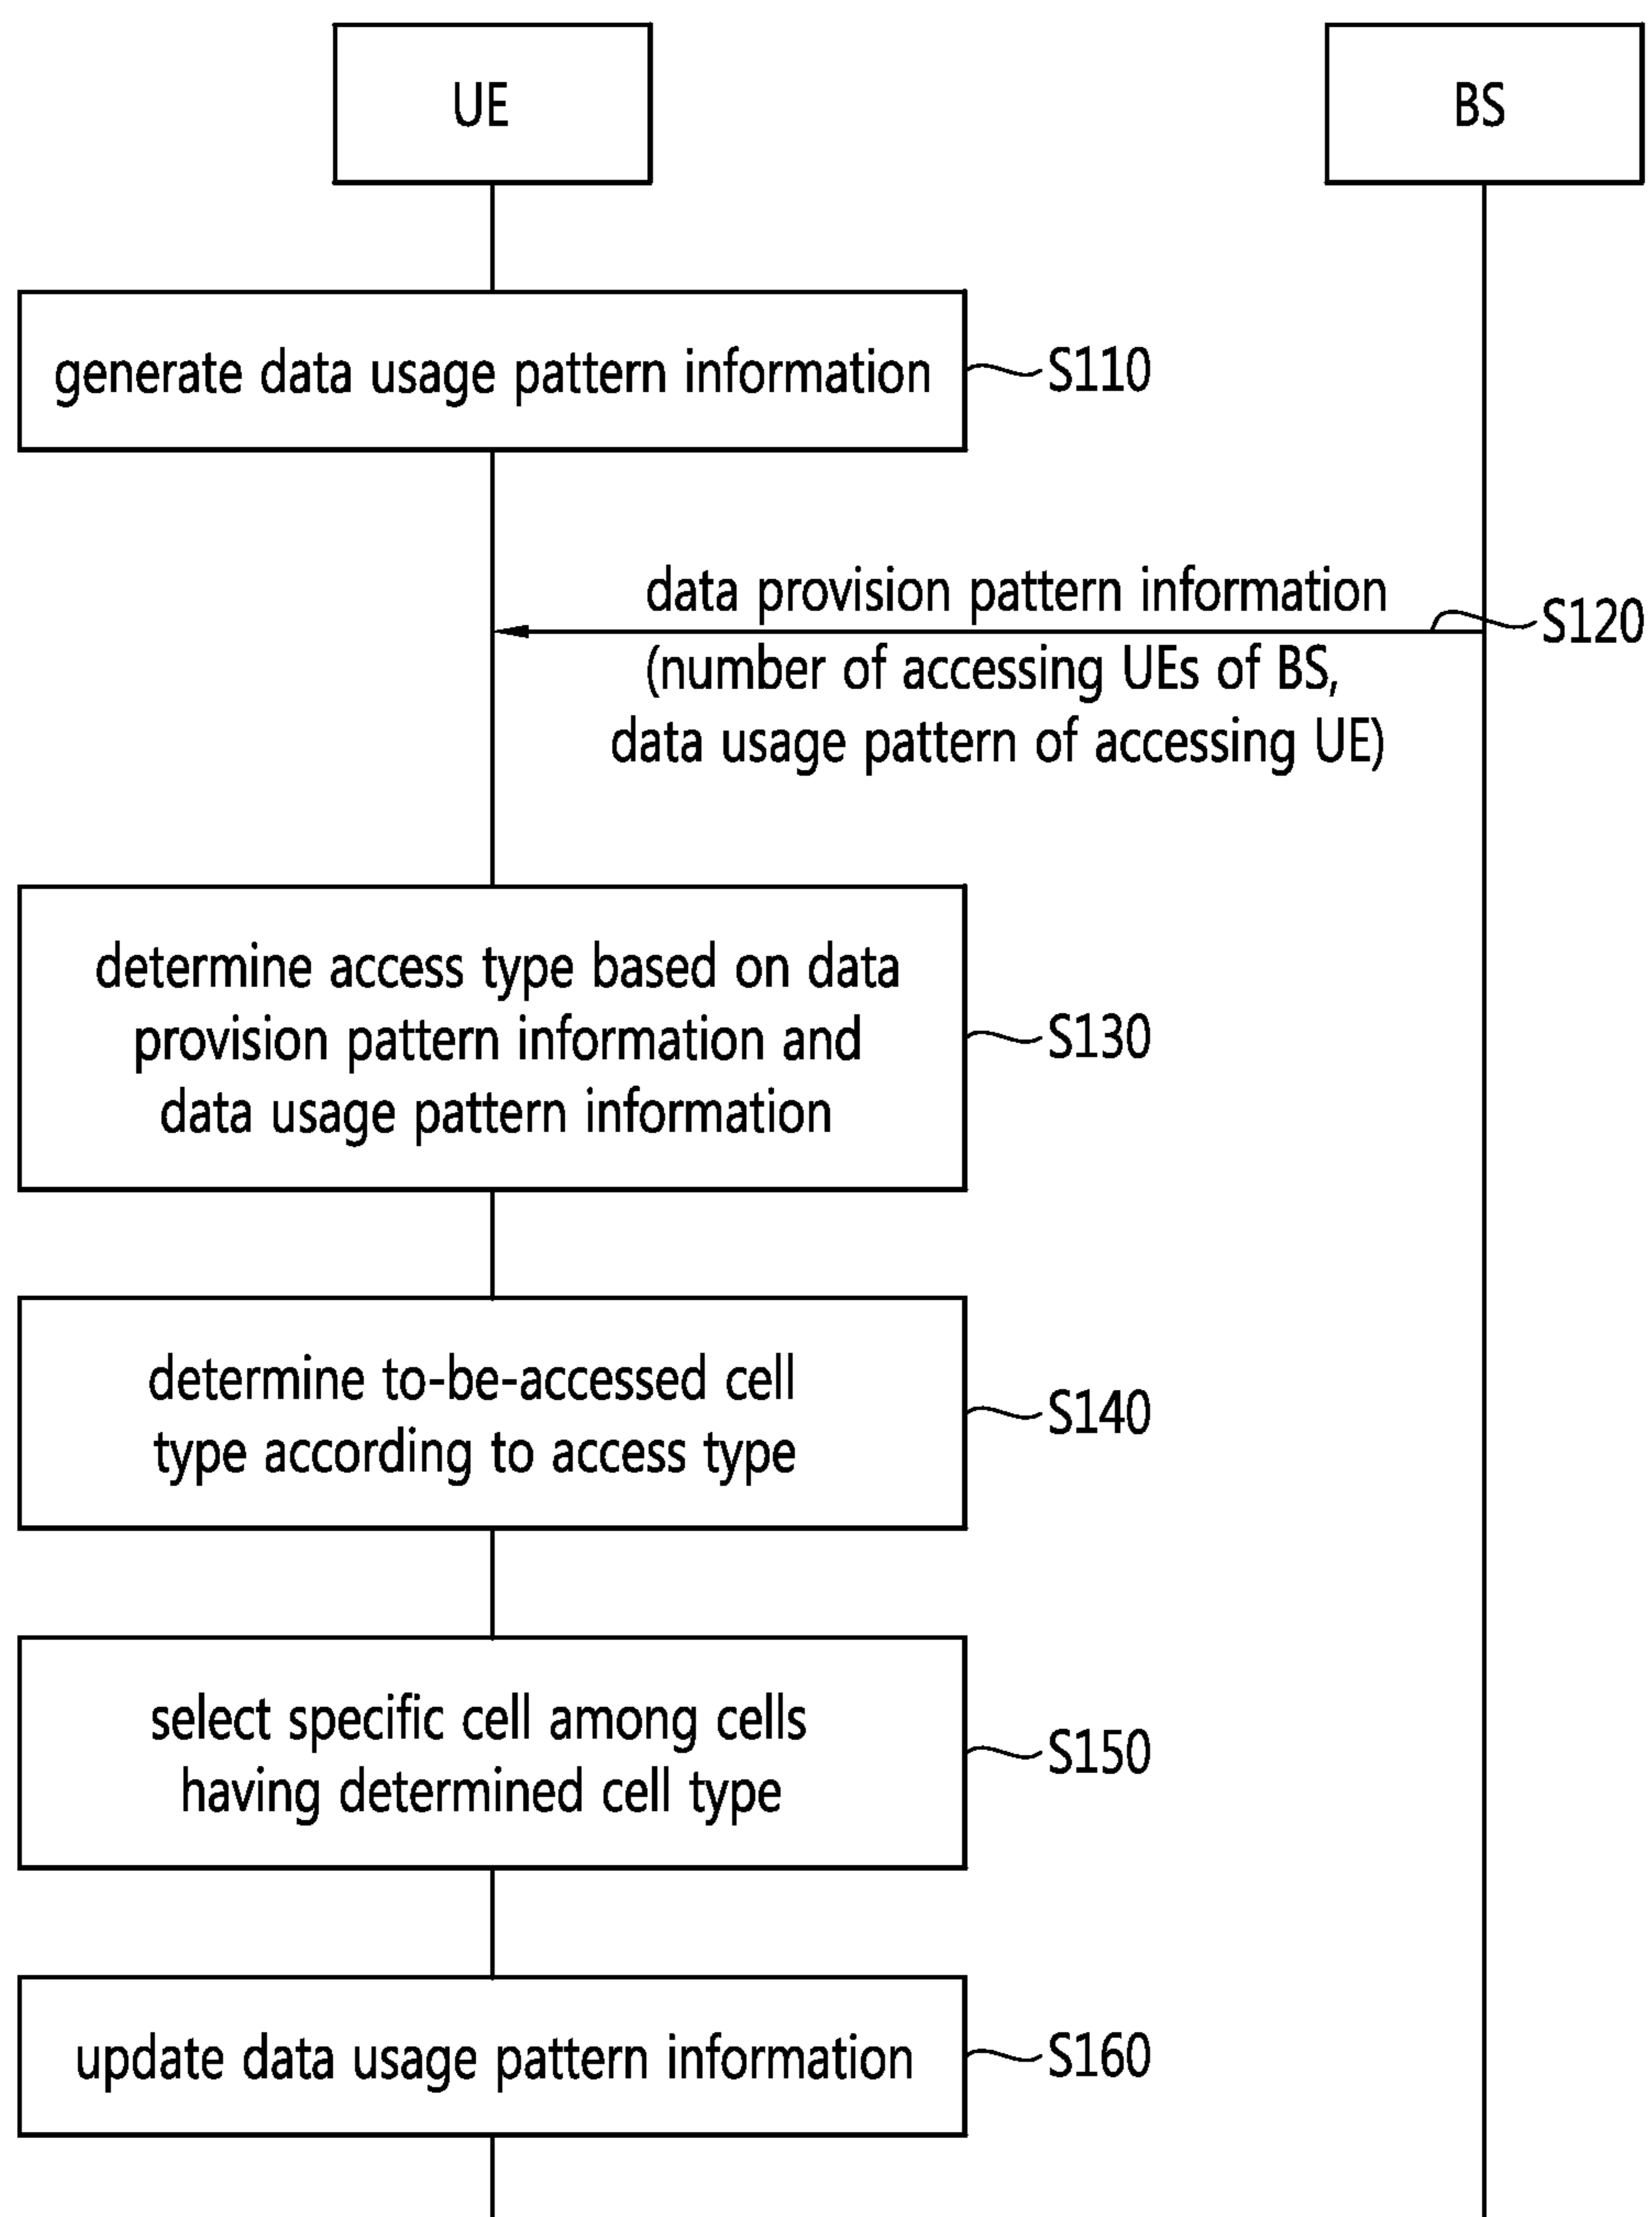 UE
BS
generate data usage pattern information
S110
data provision pattern information
S120
(number of accessing UEs of BS,
data usage pattern of accessing UE)
determine access type based on data
provision pattern information and
data usage pattern information
S130
determine to-be-accessed cell
type according to access type
S140
select specific cell among cells
having determined cell type
S150
update data usage pattern information
S160